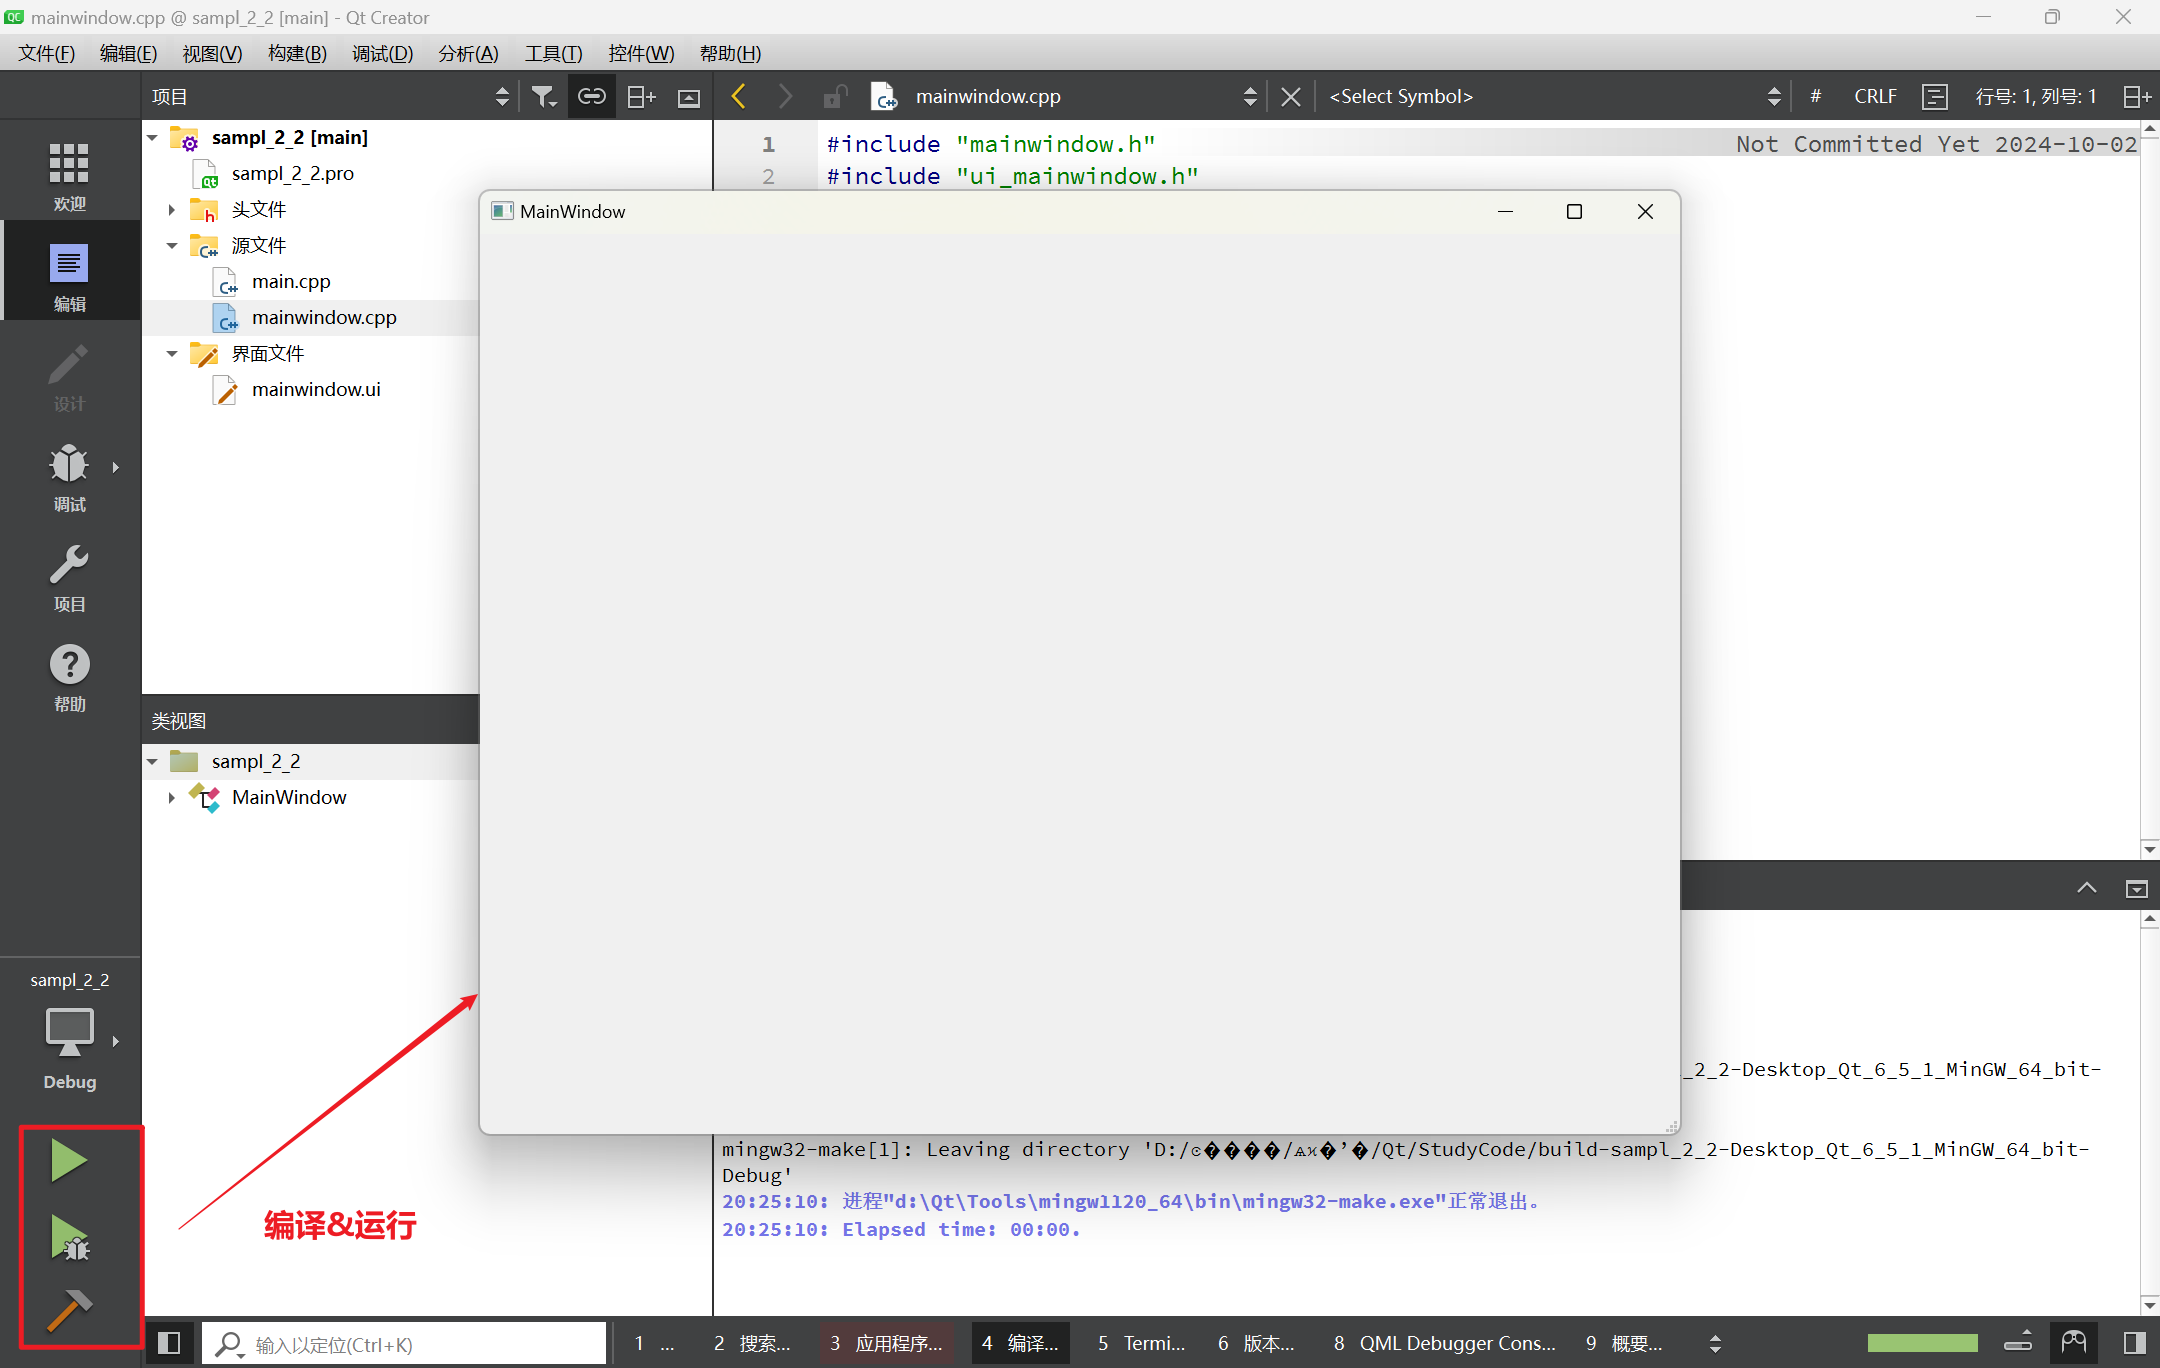 mainwindow.cpp @ sampl_2_2 [main] - Qt Creator
文件(F) 编辑(E) 视图(V) 构建(B) 调试(D) 分析(A) 工具(T) 控件(W) 帮助(H)
项目
mainwindow.cpp
<Select Symbol>
# CRLF 行号: 1, 列号: 1
欢迎
编辑
设计
调试
项目
帮助
sampl_2_2
Debug
sampl_2_2 [main]
sampl_2_2.pro
头文件
源文件
main.cpp
mainwindow.cpp
界面文件
mainwindow.ui
类视图
sampl_2_2
MainWindow
1 #include "mainwindow.h" Not Committed Yet 2024-10-02
2 #include "ui_mainwindow.h"
MainWindow
编译&运行
_2_2-Desktop_Qt_6_5_1_MinGW_64_bit-
mingw32-make[1]: Leaving directory 'D:/ /Qt/StudyCode/build-sampl_2_2-Desktop_Qt_6_5_1_MinGW_64_bit-
Debug'
20:25:10: 进程"d:\Qt\Tools\mingw1120_64\bin\mingw32-make.exe"正常退出。
20:25:10: Elapsed time: 00:00.
输入以定位(Ctrl+K)
1 ... 2 搜索... 3 应用程序... 4 编译... 5 Termi... 6 版本... 8 QML Debugger Cons... 9 概要...